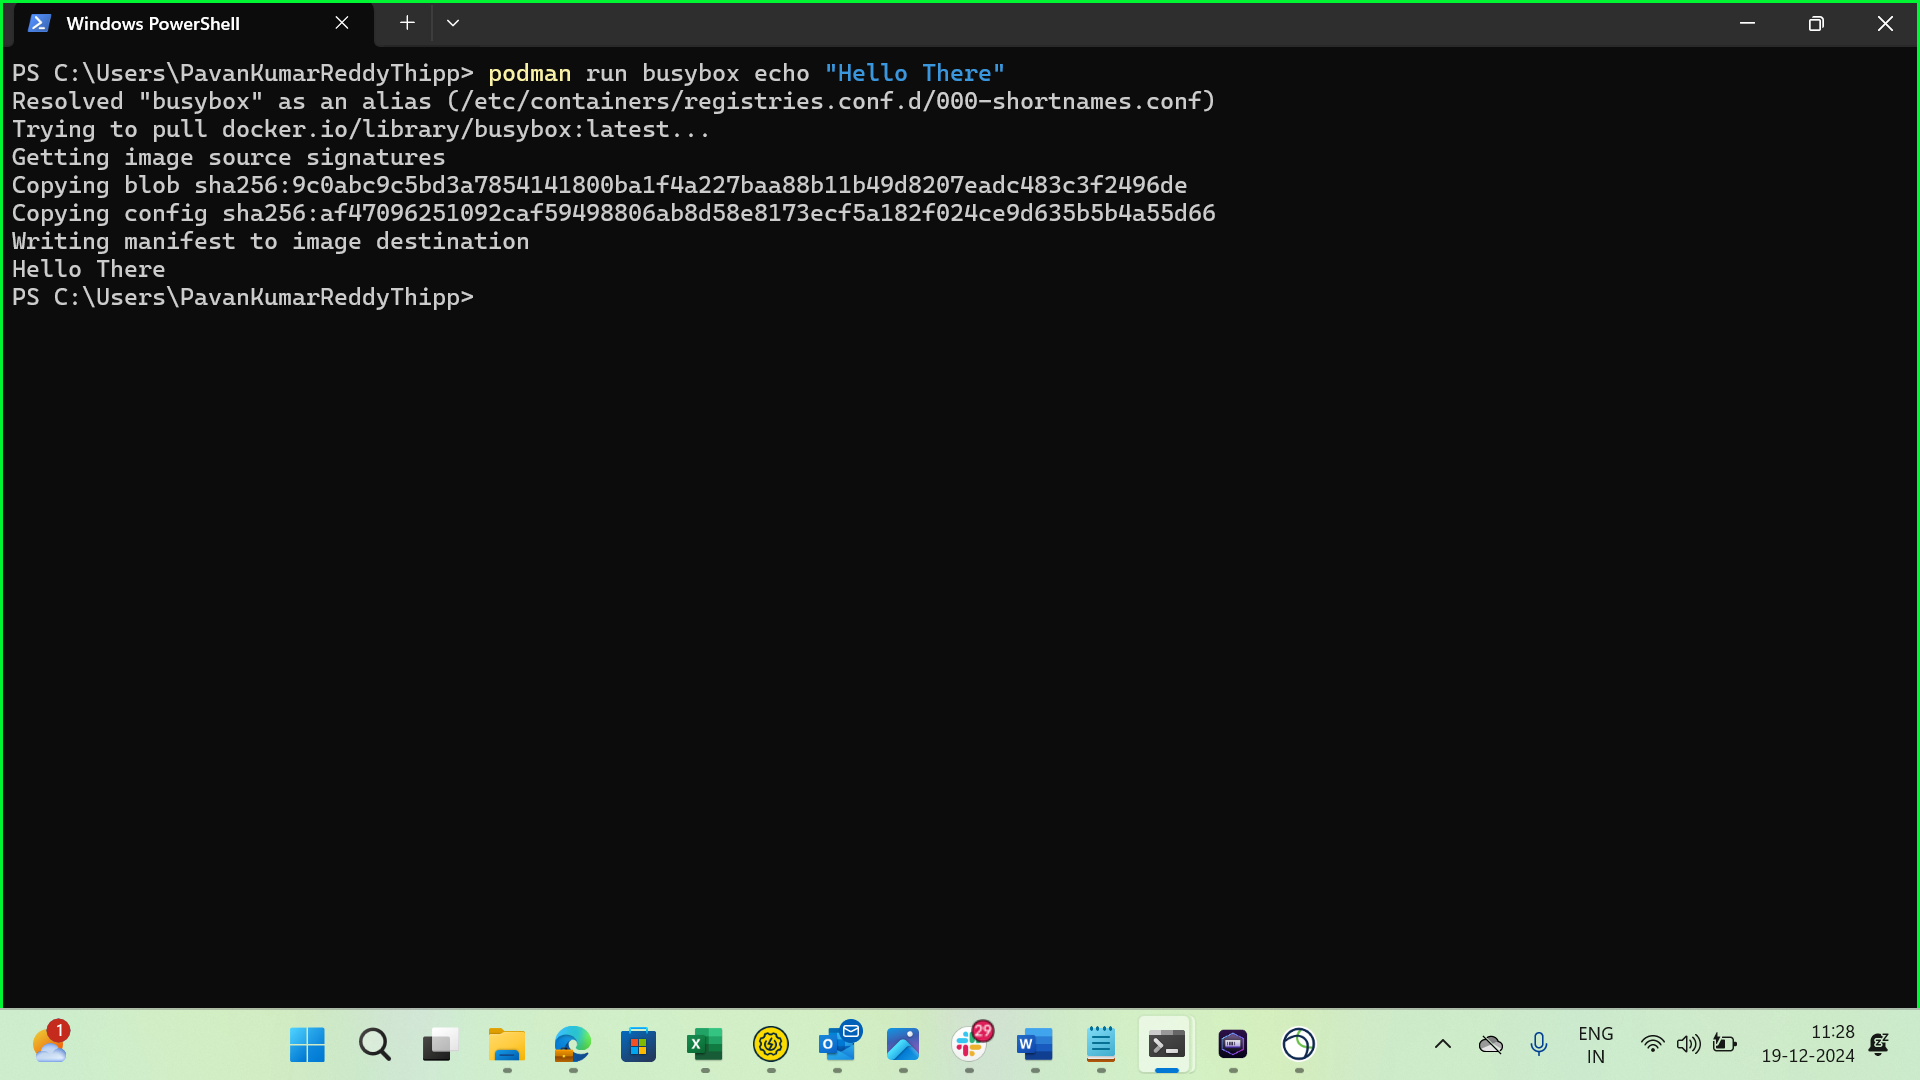 Windows PowerShell
PS C:\Users\PavanKumarReddyThipp> podman run busybox echo "Hello There"
Resolved "busybox" as an alias (/etc/containers/registries.conf.d/000-shortnames.conf)
Trying to pull docker.io/library/busybox:latest...
Getting image source signatures
Copying blob sha256:9c0abc9c5bd3a7854141800ba1f4a227baa88b11b49d8207eadc483c3f2496de
Copying config sha256:af47096251092caf59498806ab8d58e8173ecf5a182f024ce9d635b5b4a55d66
Writing manifest to image destination
Hello There
PS C:\Users\PavanKumarReddyThipp>
1
29
ENG
IN
11:28
19-12-2024